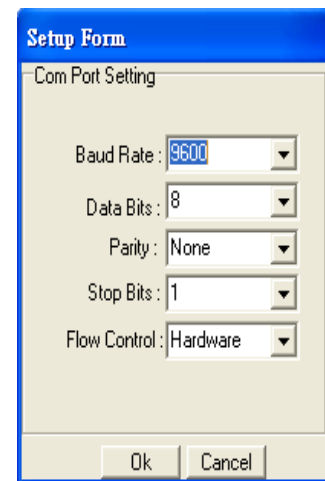 Setup Form
Com Port Setting
Baud Rate : 9600
Data Bits : 8
Parity : None
Stop Bits : 1
Flow Control : Hardware
Ok Cancel